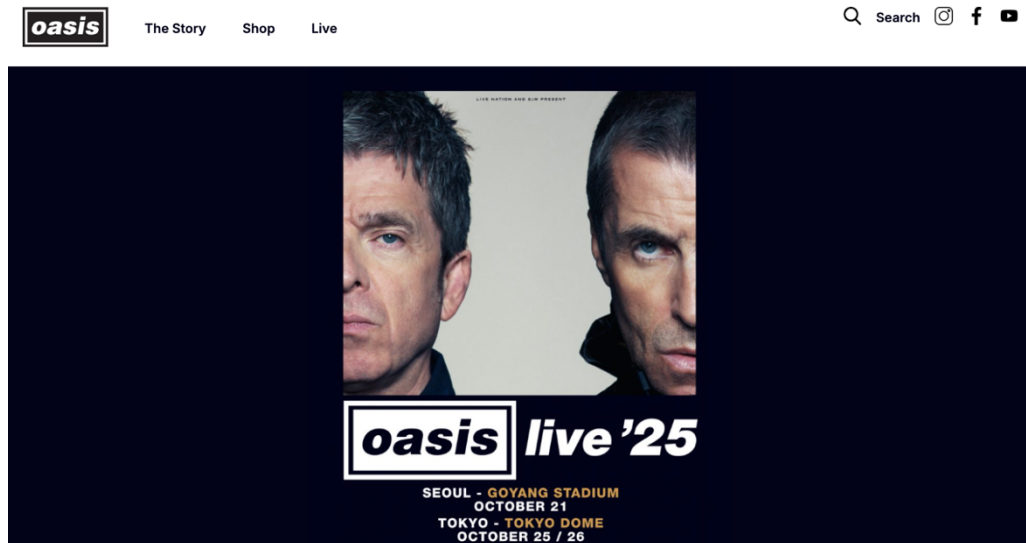 oasis
The Story
Shop
Live
Search
LIVE NATION AND SJM PRESENT
oasis live '25
SEOUL - GOYANG STADIUM
OCTOBER 21
TOKYO - TOKYO DOME
OCTOBER 25 / 26